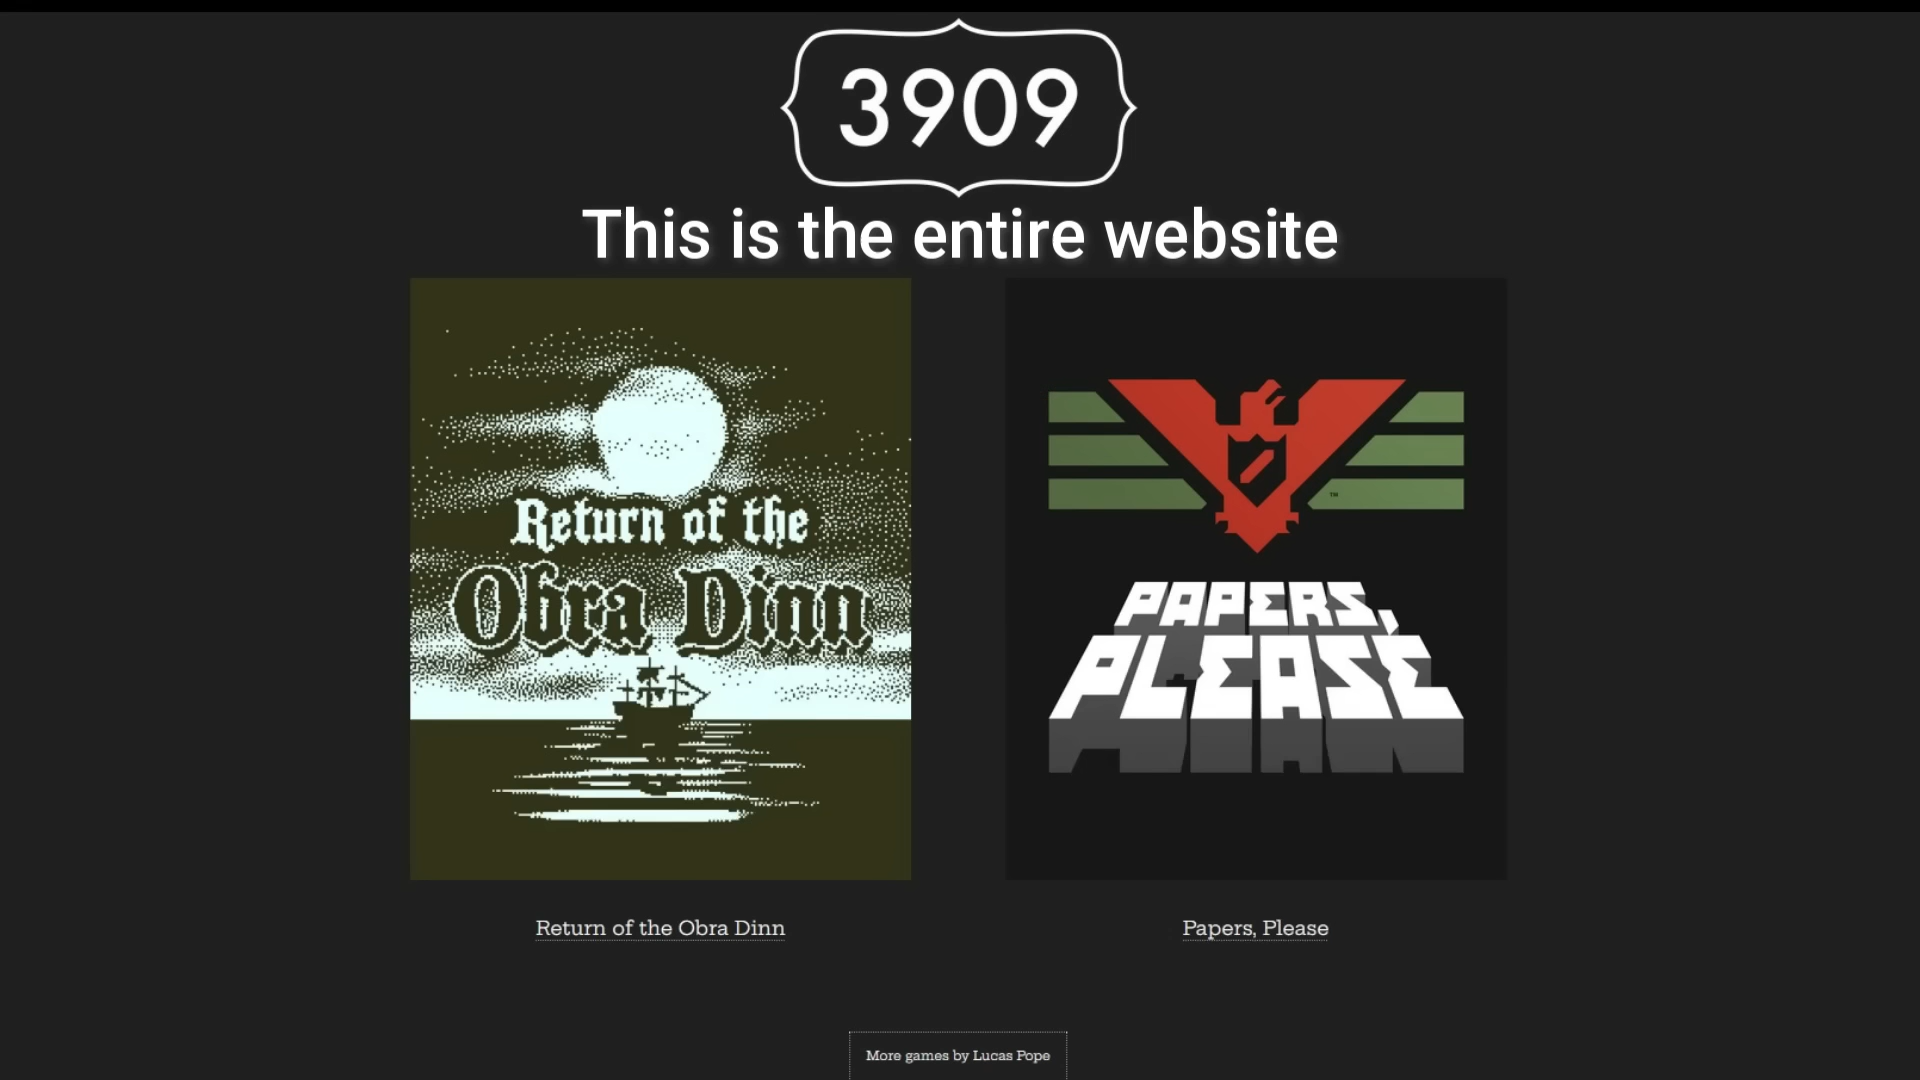 3909
This is the entire website
Return of the
Obra Dinn
PAPERS,
PLEASE
TM
Return of the Obra Dinn
Papers, Please
More games by Lucas Pope